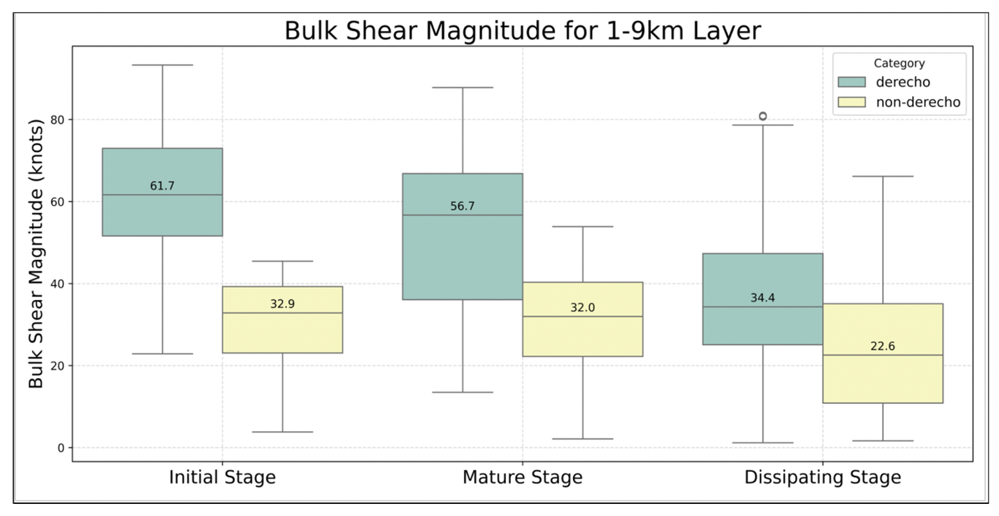 Bulk Shear Magnitude for 1-9km Layer
Category
derecho
non-derecho
Bulk Shear Magnitude (knots)
80
60
40
20
0
61.7
32.9
56.7
32.0
34.4
22.6
Initial Stage
Mature Stage
Dissipating Stage